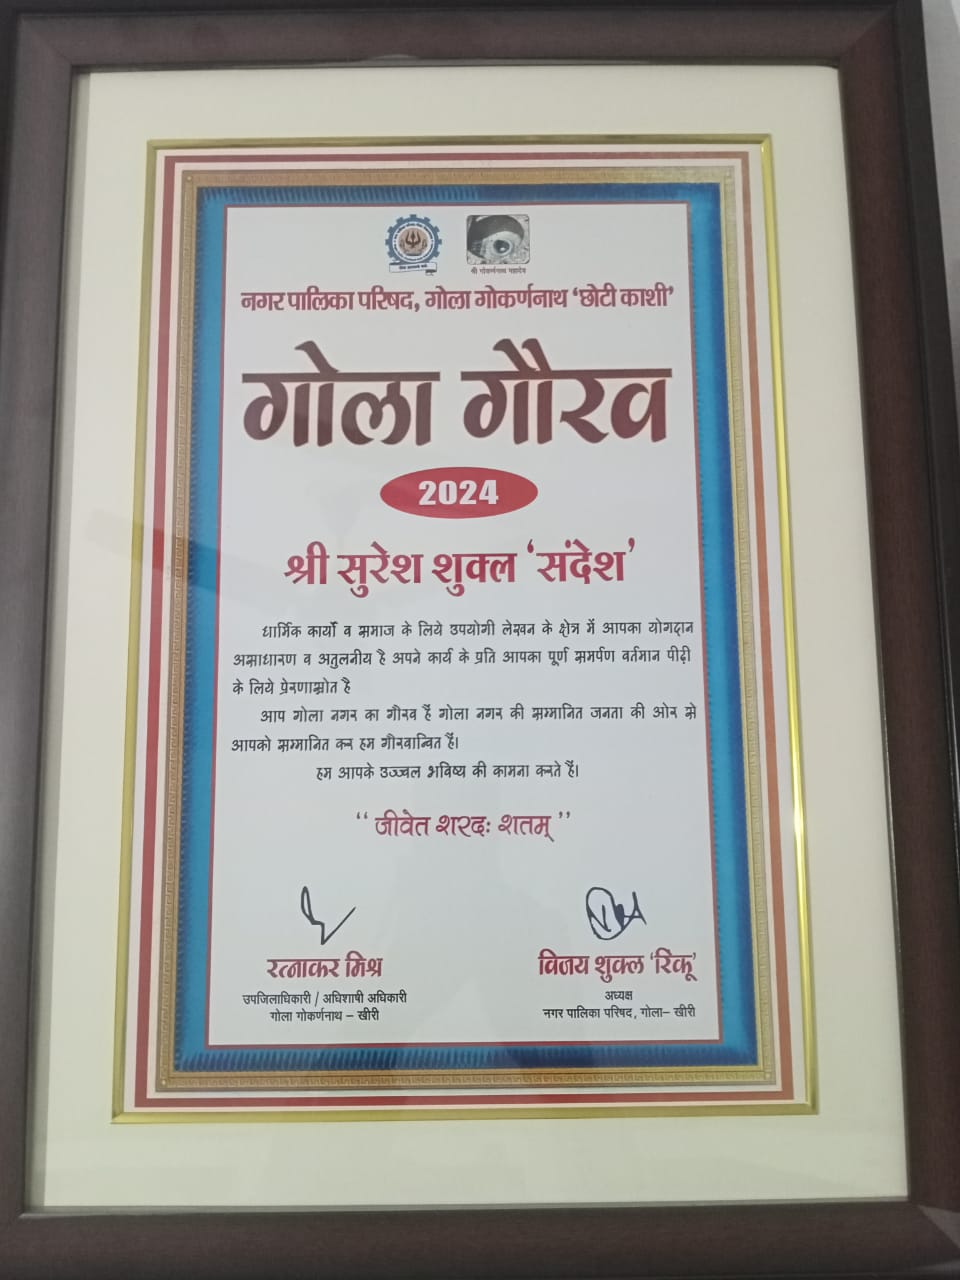 श्री गोकर्णनाथ महादेव
नगर पालिका परिषद, गोला गोकर्णनाथ ‘छोटी काशी’
गोला गौरव
2024
श्री सुरेश शुक्ल ‘संदेश’
धार्मिक कार्यो व समाज के लिये उपयोगी लेखन के क्षेत्र में आपका योगदान
असाधारण व अतुलनीय है अपने कार्य के प्रति आपका पूर्ण समर्पण वर्तमान पीढ़ी
के लिये प्रेरणास्रोत है
आप गोला नगर का गौरव हैं गोला नगर की सम्मानित जनता की ओर से
आपको सम्मानित कर हम गौरवान्वित हैं।
हम आपके उज्ज्वल भविष्य की कामना करते हैं।
‘‘ जीवेत शरदः शतम् ’’
रत्नाकर मिश्र
उपजिलाधिकारी / अधिशाषी अधिकारी
गोला गोकर्णनाथ – खीरी
विजय शुक्ल ‘रिंकू’
अध्यक्ष
नगर पालिका परिषद, गोला– खीरी